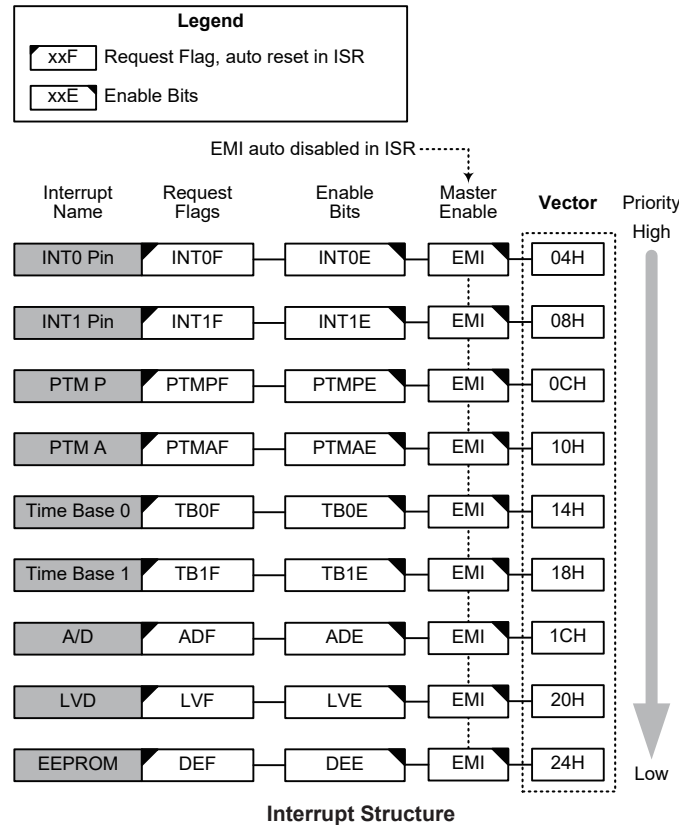 Legend
xxF Request Flag, auto reset in ISR
xxE Enable Bits
EMI auto disabled in ISR
Interrupt Name Request Flags Enable Bits Master Enable Vector Priority
High
INT0 Pin INT0F INT0E EMI 04H
INT1 Pin INT1F INT1E EMI 08H
PTM P PTMPF PTMPE EMI 0CH
PTM A PTMAF PTMAE EMI 10H
Time Base 0 TB0F TB0E EMI 14H
Time Base 1 TB1F TB1E EMI 18H
A/D ADF ADE EMI 1CH
LVD LVF LVE EMI 20H
EEPROM DEF DEE EMI 24H
Low
Interrupt Structure